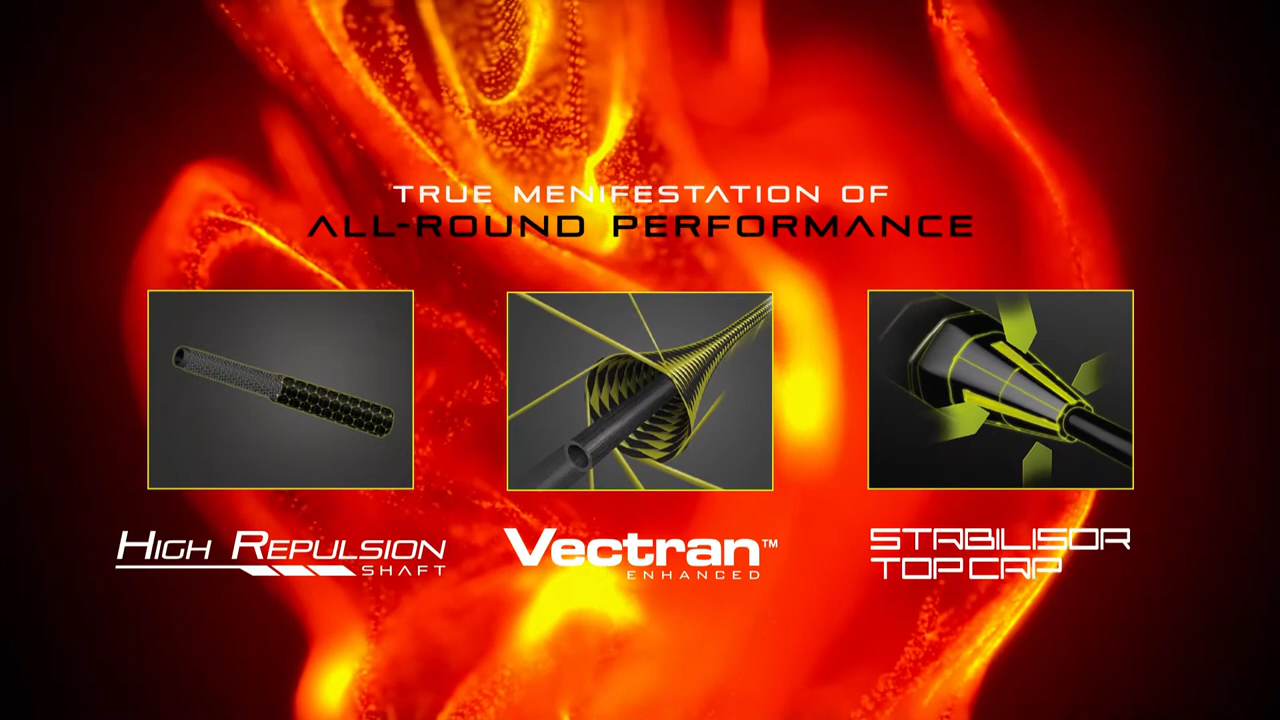 TRUE MENIFESTATION OF
ALL-ROUND PERFORMANCE
HIGH REPULSION
SHAFT
Vectran™
ENHANCED
STABILISOR
TOP CAP